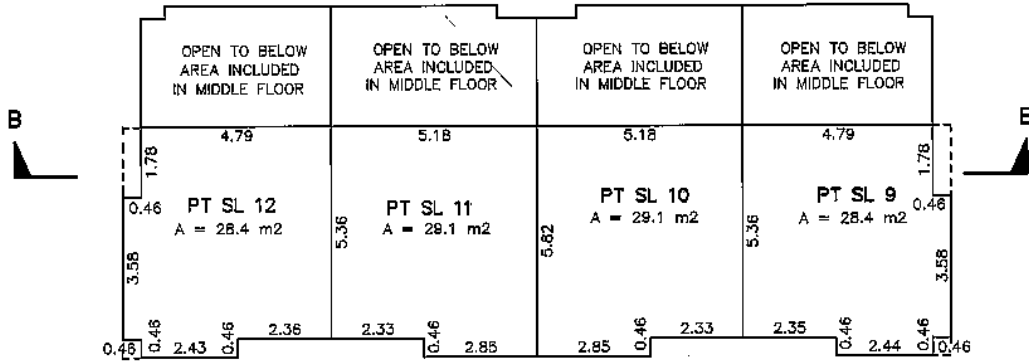 OPEN TO BELOW
AREA INCLUDED
IN MIDDLE FLOOR
OPEN TO BELOW
AREA INCLUDED
IN MIDDLE FLOOR
OPEN TO BELOW
AREA INCLUDED
IN MIDDLE FLOOR
OPEN TO BELOW
AREA INCLUDED
IN MIDDLE FLOOR
B
B
4.79
5.18
5.18
4.79
1.78
1.78
0.46
0.46
PT SL 12
A = 28.4 m2
PT SL 11
A = 29.1 m2
PT SL 10
A = 29.1 m2
PT SL 9
A = 28.4 m2
3.58
5.36
5.82
5.36
3.58
0.46
0.46
2.43
0.46
2.36
2.33
0.46
2.85
2.85
0.46
2.33
2.35
0.46
2.44
0.46
0.46